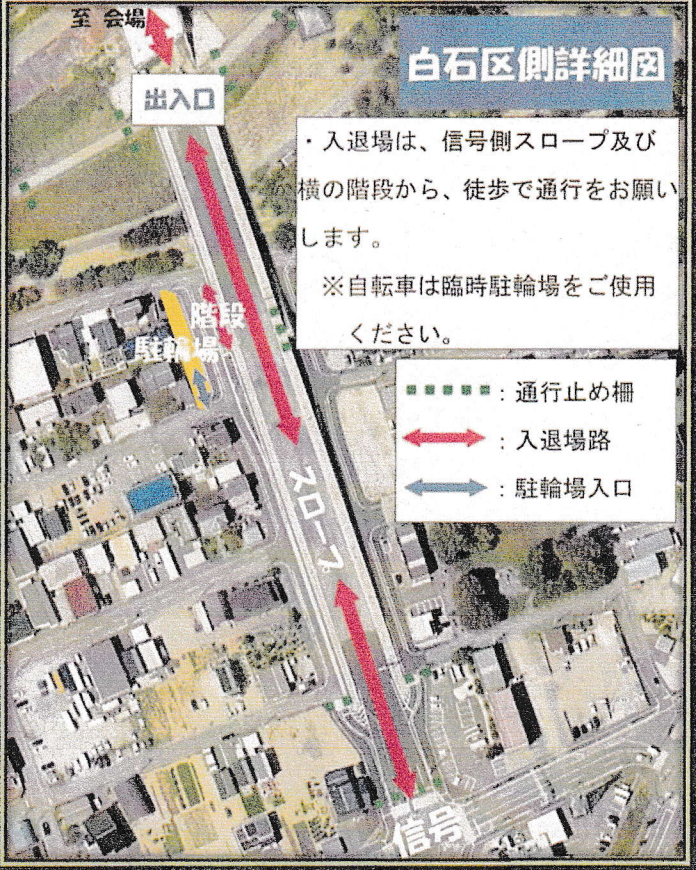 至 会場
白石区側詳細図
出入口
・入退場は、信号側スロープ及び
横の階段から、徒歩で通行をお願い
します。
※自転車は臨時駐輪場をご使用
ください。
階段
駐輪場
：通行止め柵
：入退場路
：駐輪場入口
スロープ
信号